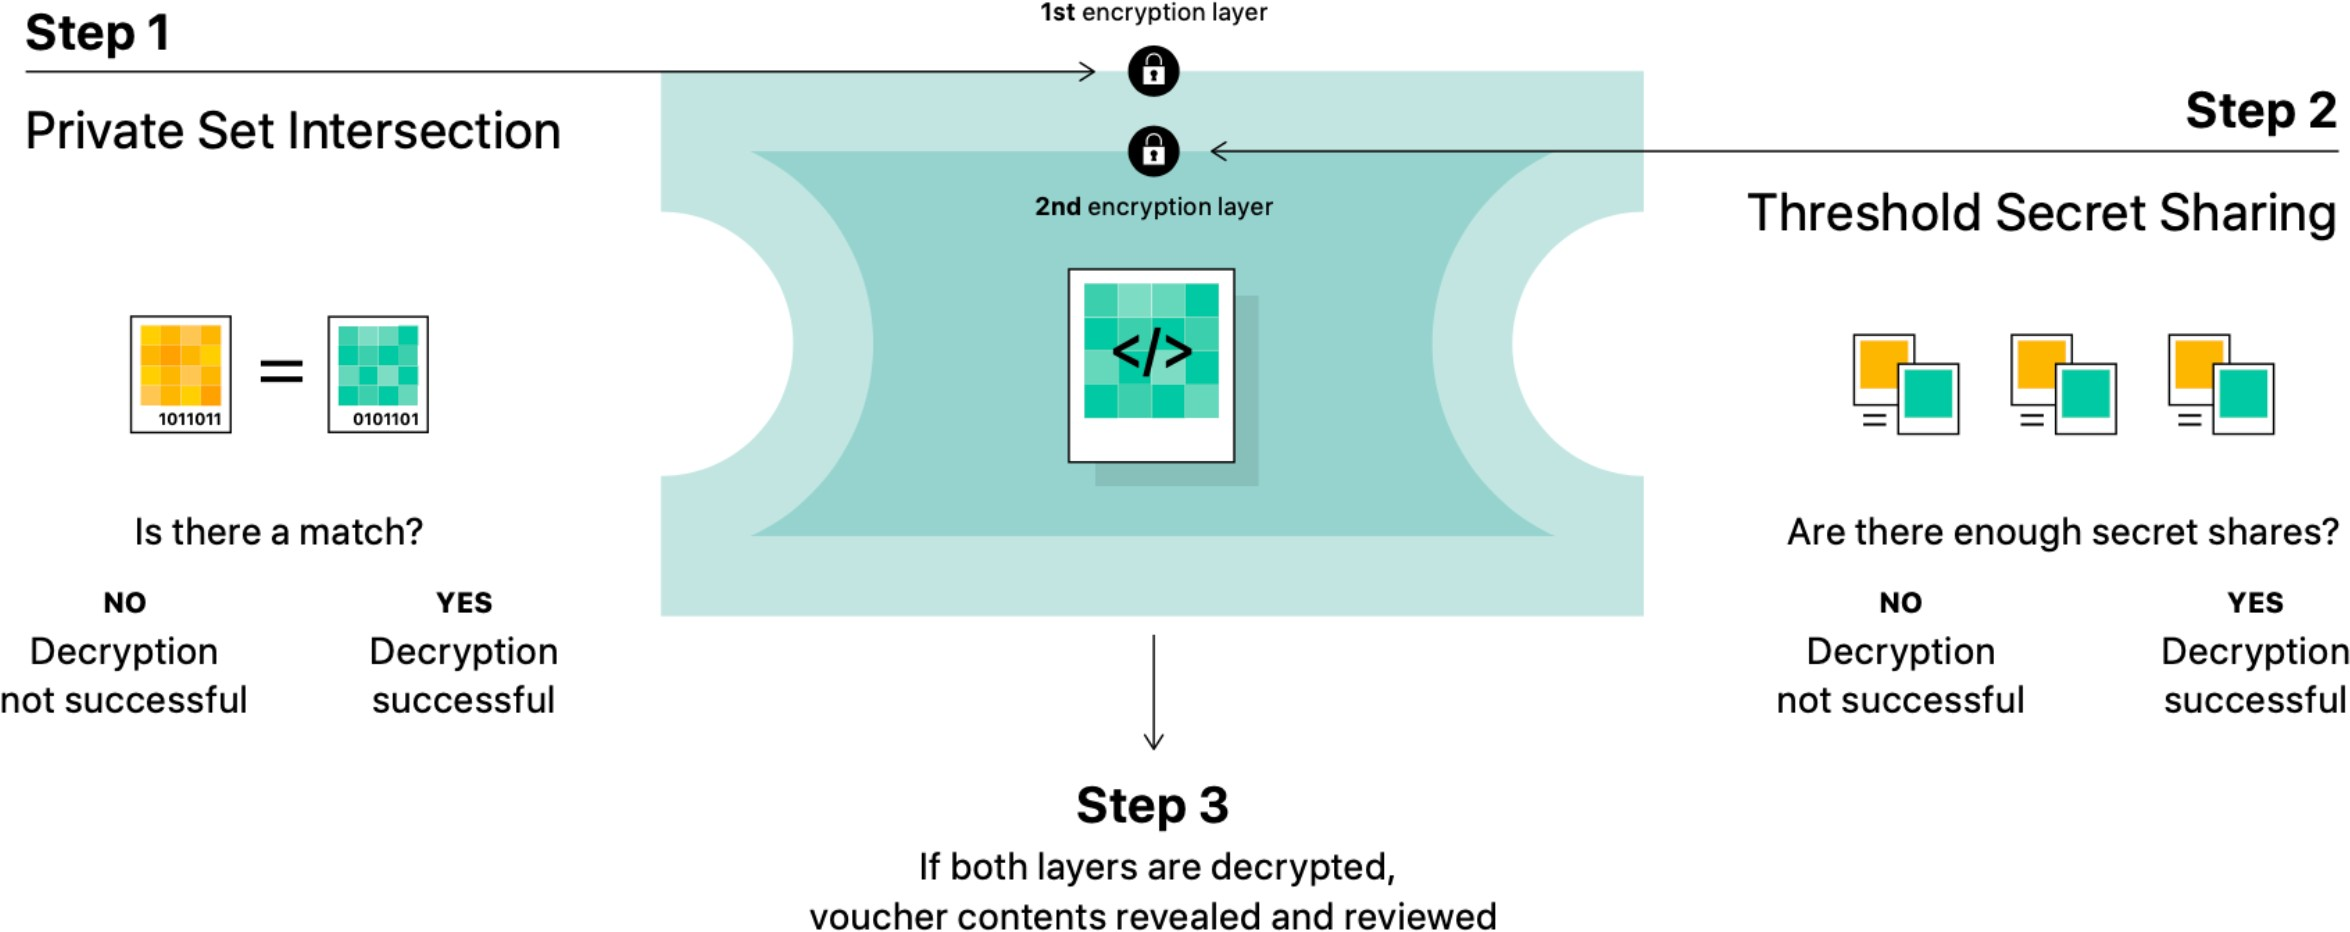 Step 1
Private Set Intersection
1st encryption layer
2nd encryption layer
Step 2
Threshold Secret Sharing
1011011
=
0101101
</>
Is there a match?
NO
Decryption
not successful
YES
Decryption
successful
Are there enough secret shares?
NO
Decryption
not successful
YES
Decryption
successful
Step 3
If both layers are decrypted,
voucher contents revealed and reviewed